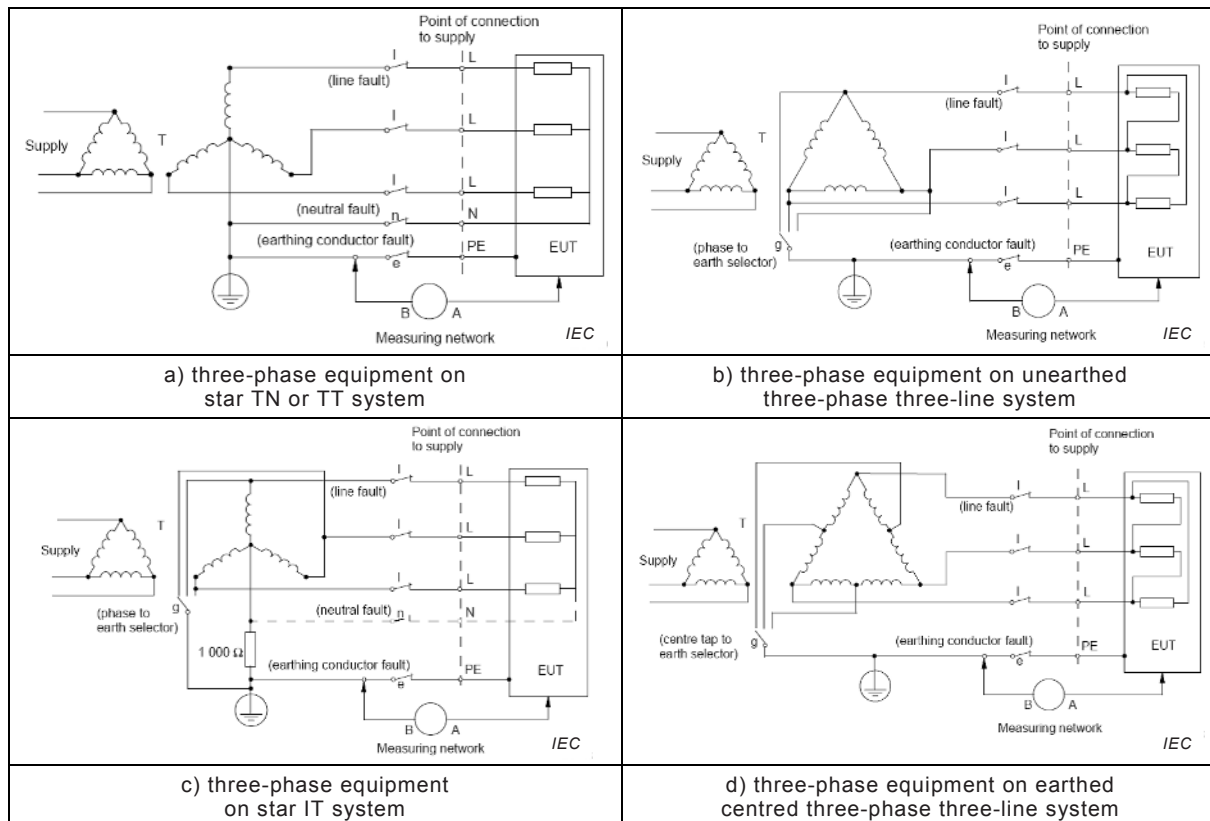 Point of connection
to supply
l
L
(line fault)
l
L
Supply
T
l
L
(neutral fault)
n
N
(earthing conductor fault)
PE
e
EUT
B
A
Measuring network
IEC
a) three-phase equipment on
star TN or TT system
Point of connection
to supply
l
L
(line fault)
T
l
L
Supply
l
L
g
(phase to
earth selector)
(earthing conductor fault)
PE
e
EUT
B
A
Measuring network
IEC
b) three-phase equipment on unearthed
three-phase three-line system
Point of connection
to supply
l
L
(line fault)
T
l
L
Supply
l
L
(phase to
earth selector)
g
(neutral fault)
n
N
1 000 Ω
(earthing conductor fault)
PE
e
EUT
B
A
Measuring network
IEC
c) three-phase equipment
on star IT system
Point of connection
to supply
l
L
(line fault)
T
l
L
Supply
l
L
(centre tap to
earth selector)
g
(earthing conductor fault)
PE
e
EUT
B
A
Measuring network
IEC
d) three-phase equipment on earthed
centred three-phase three-line system